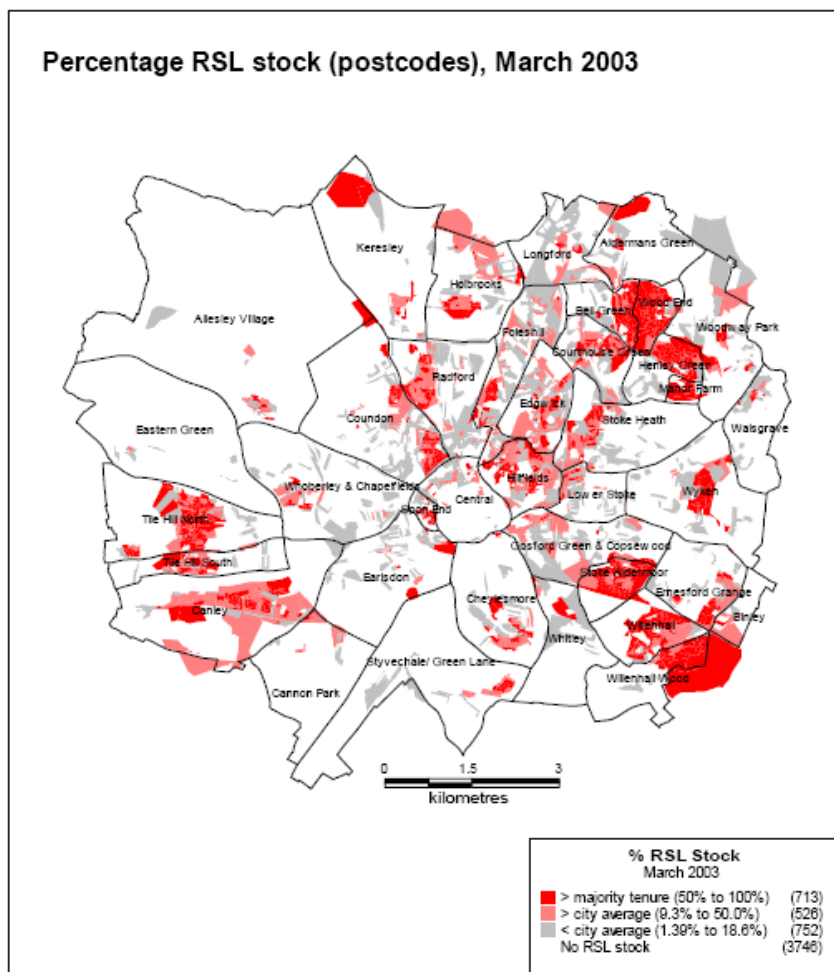 Percentage RSL stock (postcodes), March 2003
Keresley
Longford
Aldermans Green
Holbrooks
Allesley Village
Bell Green
Wood End
Woodway Park
Foleshill
Courthouse Green
Henley Green
Radford
Manor Farm
Edgwick
Coundon
Stoke Heath
Walsgrave
Eastern Green
Whoberley & Chapelfields
Hillfields
Wyken
Central
Lower Stoke
Spon End
Tile Hill North
Gosford Green & Copsewood
Tile Hill South
Earlsdon
Stoke Aldermoor
Ernesford Grange
Canley
Cheylesmore
Binley
Willenhall
Whitley
Styvechale/ Green Lane
Willenhall Wood
Cannon Park
0 1.5 3
kilometres
% RSL Stock
March 2003
> majority tenure (50% to 100%) (713)
> city average (9.3% to 50.0%) (526)
< city average (1.39% to 18.6%) (752)
No RSL stock (3746)